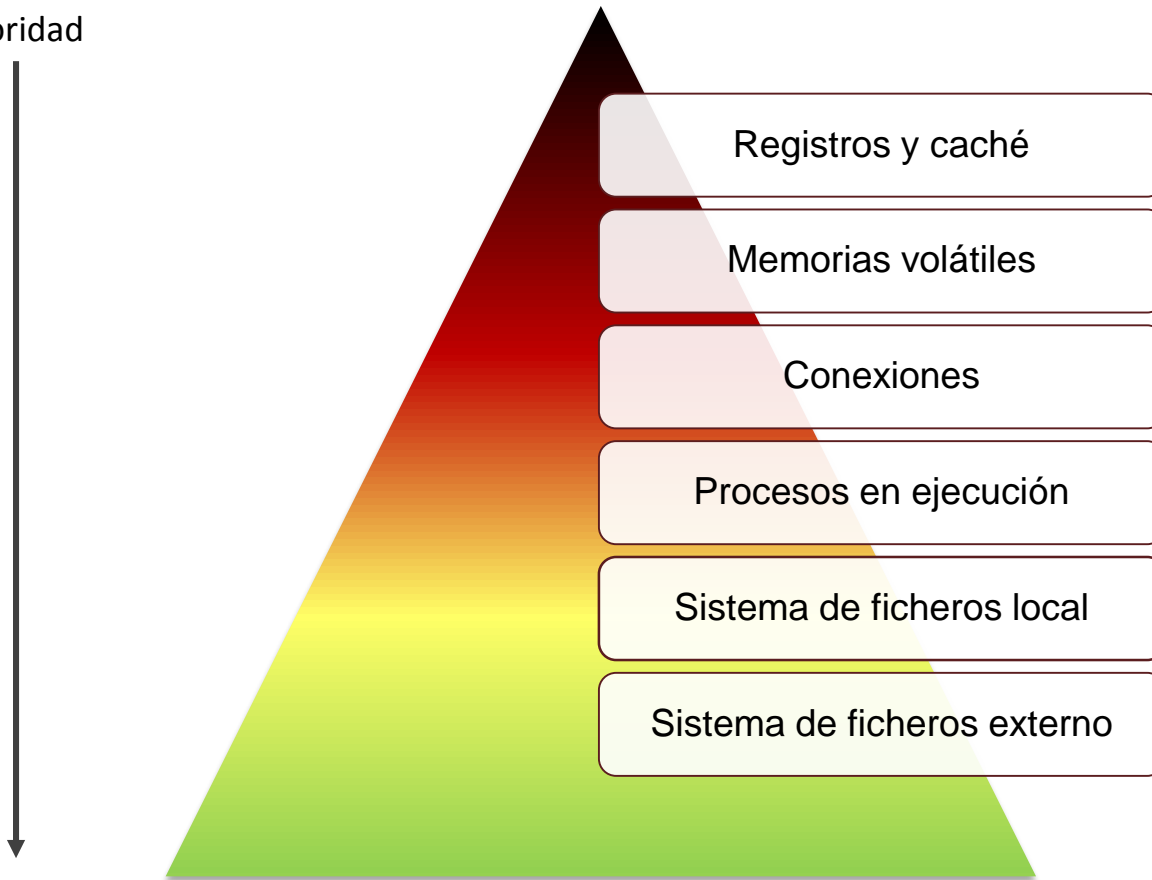 oridad
Registros y caché
Memorias volátiles
Conexiones
Procesos en ejecución
Sistema de ficheros local
Sistema de ficheros externo